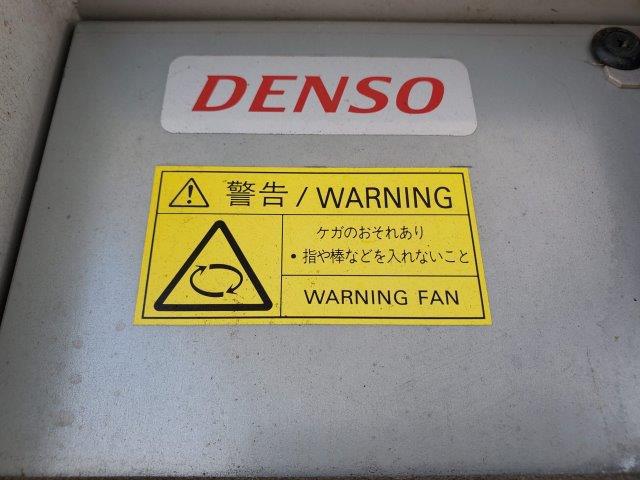 DENSO
警告 / WARNING
ケガのおそれあり
・指や棒などを入れないこと
WARNING FAN